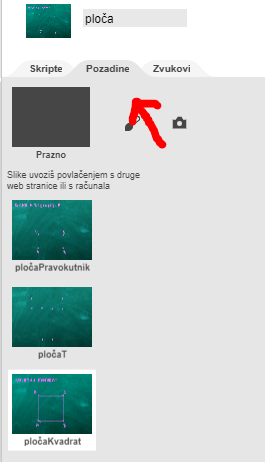 ploča
Skripte Pozadine Zvukovi
Prazno
Slike uvoziš povlačenjem s druge
web stranice ili s računala
pločaPravokutnik
pločaT
pločaKvadrat